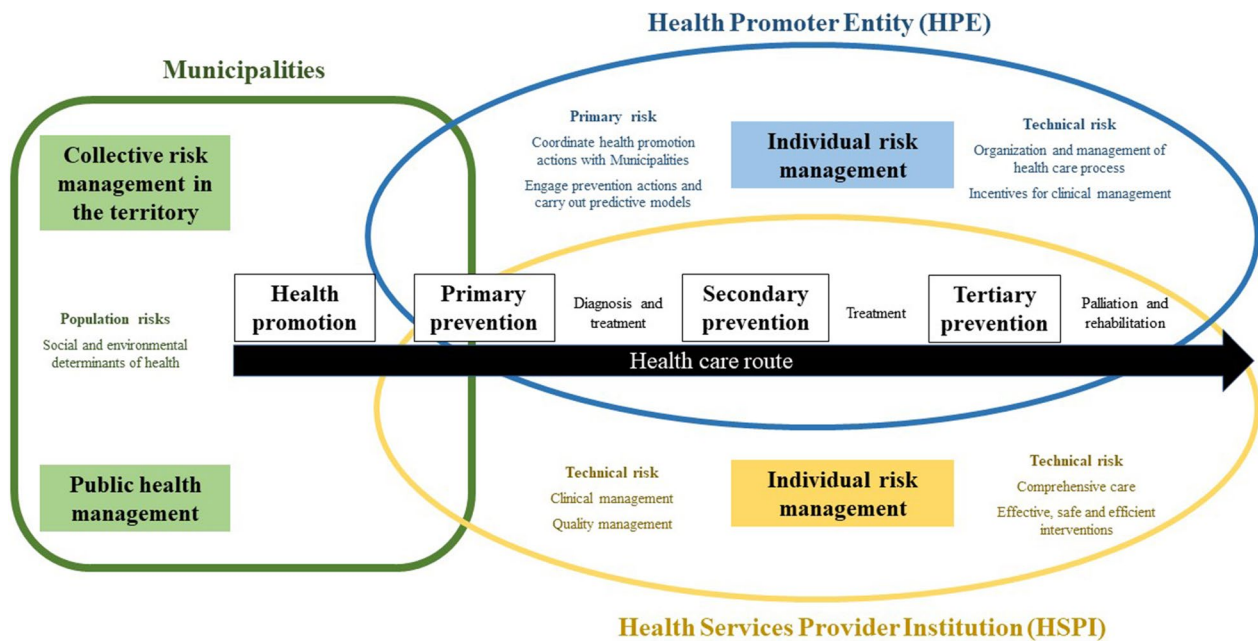 Health Promoter Entity (HPE)
Municipalities
Collective risk
management in
the territory
Primary risk
Coordinate health promotion
actions with Municipalities
Engage prevention actions and
carry out predictive models
Individual risk
management
Technical risk
Organization and management of
health care process
Incentives for clinical management
Population risks
Social and environmental
determinants of health
Health
promotion
Primary
prevention
Diagnosis and
treatment
Secondary
prevention
Treatment
Tertiary
prevention
Palliation and
rehabilitation
Health care route
Public health
management
Technical risk
Clinical management
Quality management
Individual risk
management
Technical risk
Comprehensive care
Effective, safe and efficient
interventions
Health Services Provider Institution (HSPI)